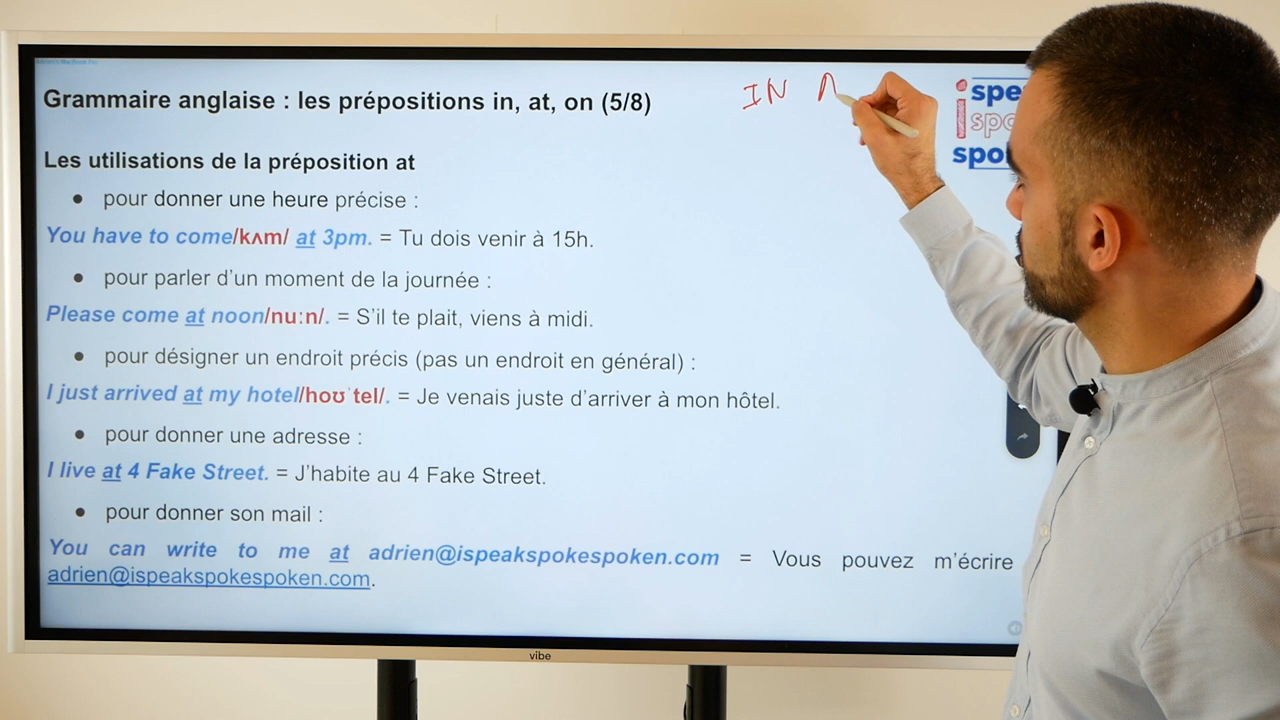 Adrien's MacBook Pro
Grammaire anglaise : les prépositions in, at, on (5/8)
IN
Les utilisations de la préposition at
● pour donner une heure précise :
You have to come/kʌm/ at 3pm. = Tu dois venir à 15h.
● pour parler d’un moment de la journée :
Please come at noon/nuːn/. = S’il te plait, viens à midi.
● pour désigner un endroit précis (pas un endroit en général) :
I just arrived at my hotel/hoʊˈtel/. = Je venais juste d’arriver à mon hôtel.
● pour donner une adresse :
I live at 4 Fake Street. = J’habite au 4 Fake Street.
● pour donner son mail :
You can write to me at adrien@ispeakspokespoken.com = Vous pouvez m’écrire
adrien@ispeakspokespoken.com.
vibe